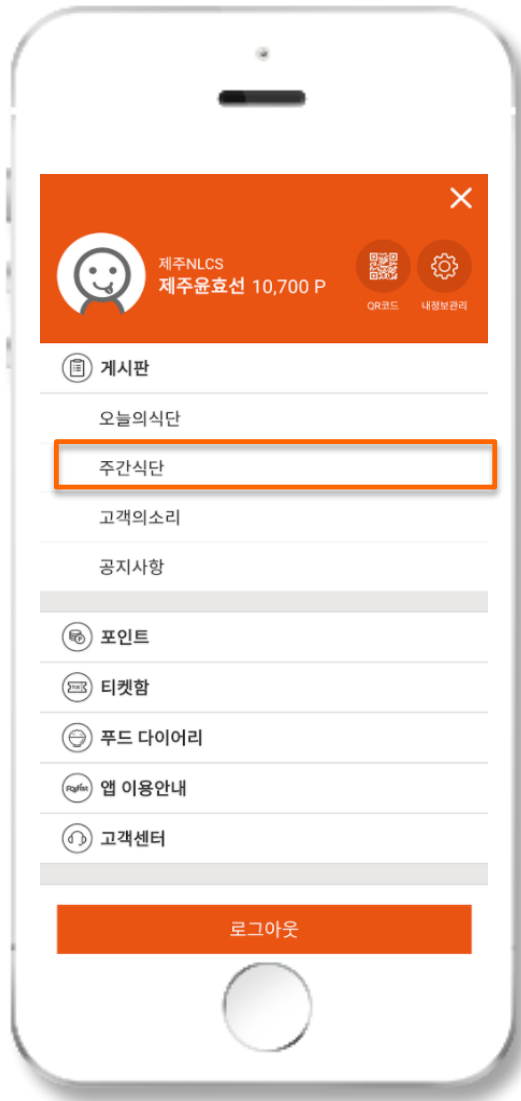 제주NLCS
제주윤효선 10,700 P
QR코드
내정보관리
게시판
오늘의식단
주간식단
고객의소리
공지사항
포인트
티켓함
푸드 다이어리
앱 이용안내
고객센터
로그아웃